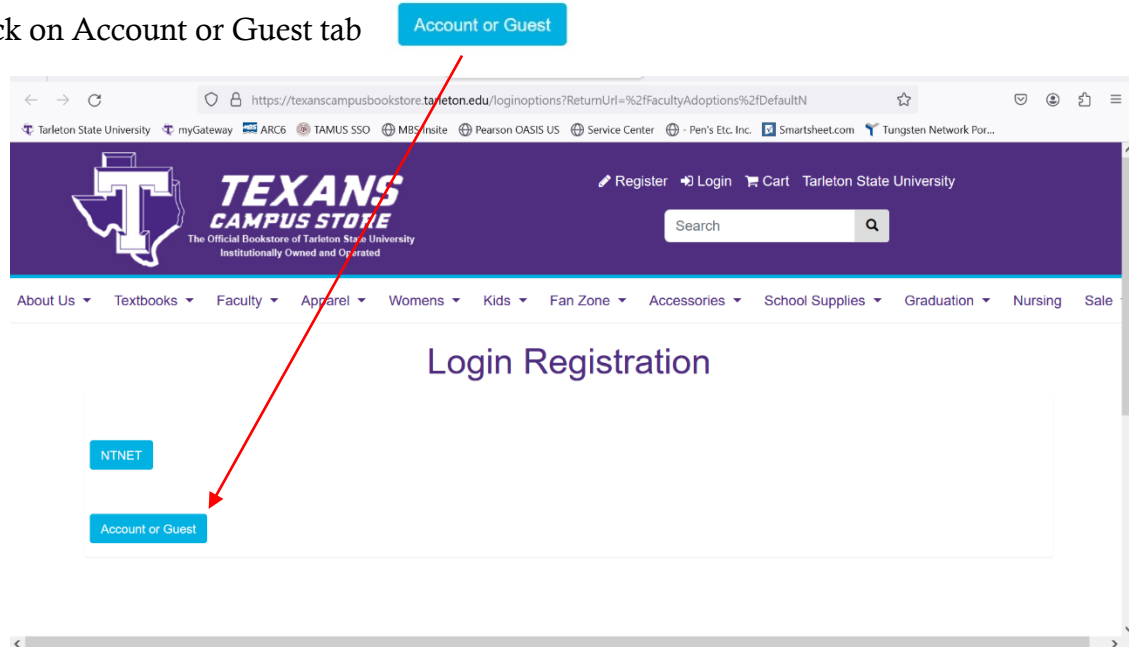 ck on Account or Guest tab Account or Guest
https://texanscampusbookstore.tarleton.edu/loginoptions?ReturnUrl=%2fFacultyAdoptions%2fDefaultN
Tarleton State University myGateway ARC6 TAMUS SSO MBS Insite Pearson OASIS US Service Center - Pen's Etc. Inc. Smartsheet.com Tungsten Network Por...
T
TEXANS
CAMPUS STORE
The Official Bookstore of Tarleton State University
Institutionally Owned and Operated
Register Login Cart Tarleton State University
Search
About Us Textbooks Faculty Apparel Womens Kids Fan Zone Accessories School Supplies Graduation Nursing Sale
Login Registration
NTNET
Account or Guest